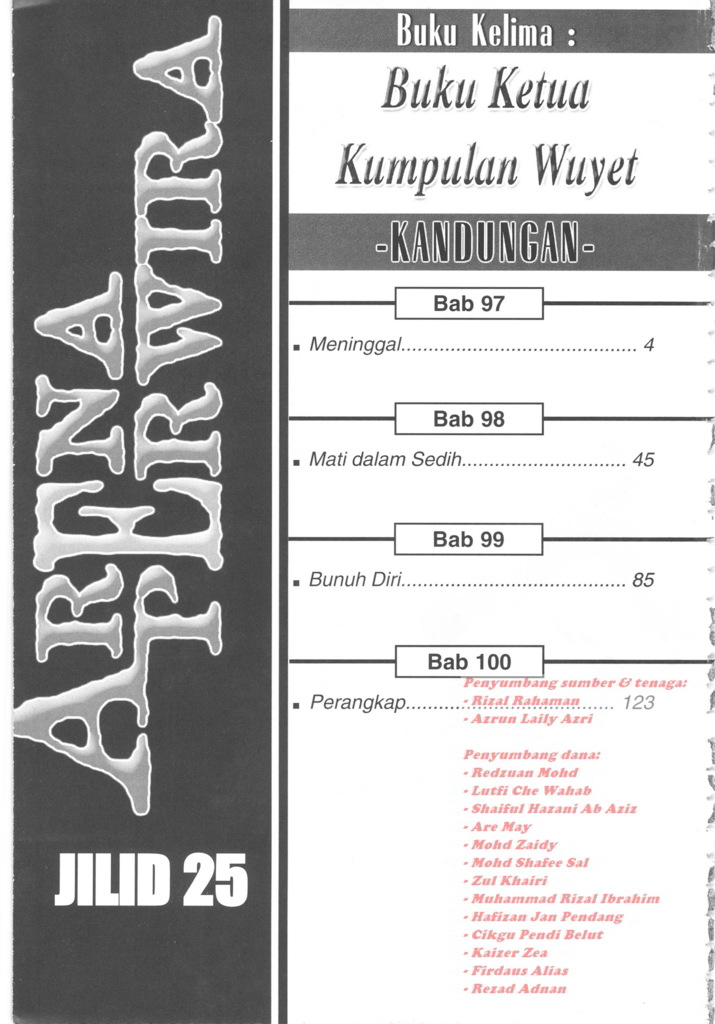 ARENA
PERWIRA
JILID 25
Buku Kelima :
Buku Ketua
Kumpulan Wuyet
-KANDUNGAN-
Bab 97
▪ Meninggal........................................... 4
Bab 98
▪ Mati dalam Sedih.............................. 45
Bab 99
▪ Bunuh Diri......................................... 85
Bab 100
▪ Perangkap...................................... 123
Penyumbang sumber & tenaga:
- Rizal Rahaman
- Azrun Laily Azri
Penyumbang dana:
- Redzuan Mohd
- Lutfi Che Wahab
- Shaiful Hazani Ab Aziz
- Are May
- Mohd Zaidy
- Mohd Shafee Sal
- Zul Khairi
- Muhammad Rizal Ibrahim
- Hafizan Jan Pendang
- Cikgu Pendi Belut
- Kaizer Zea
- Firdaus Alias
- Rezad Adnan